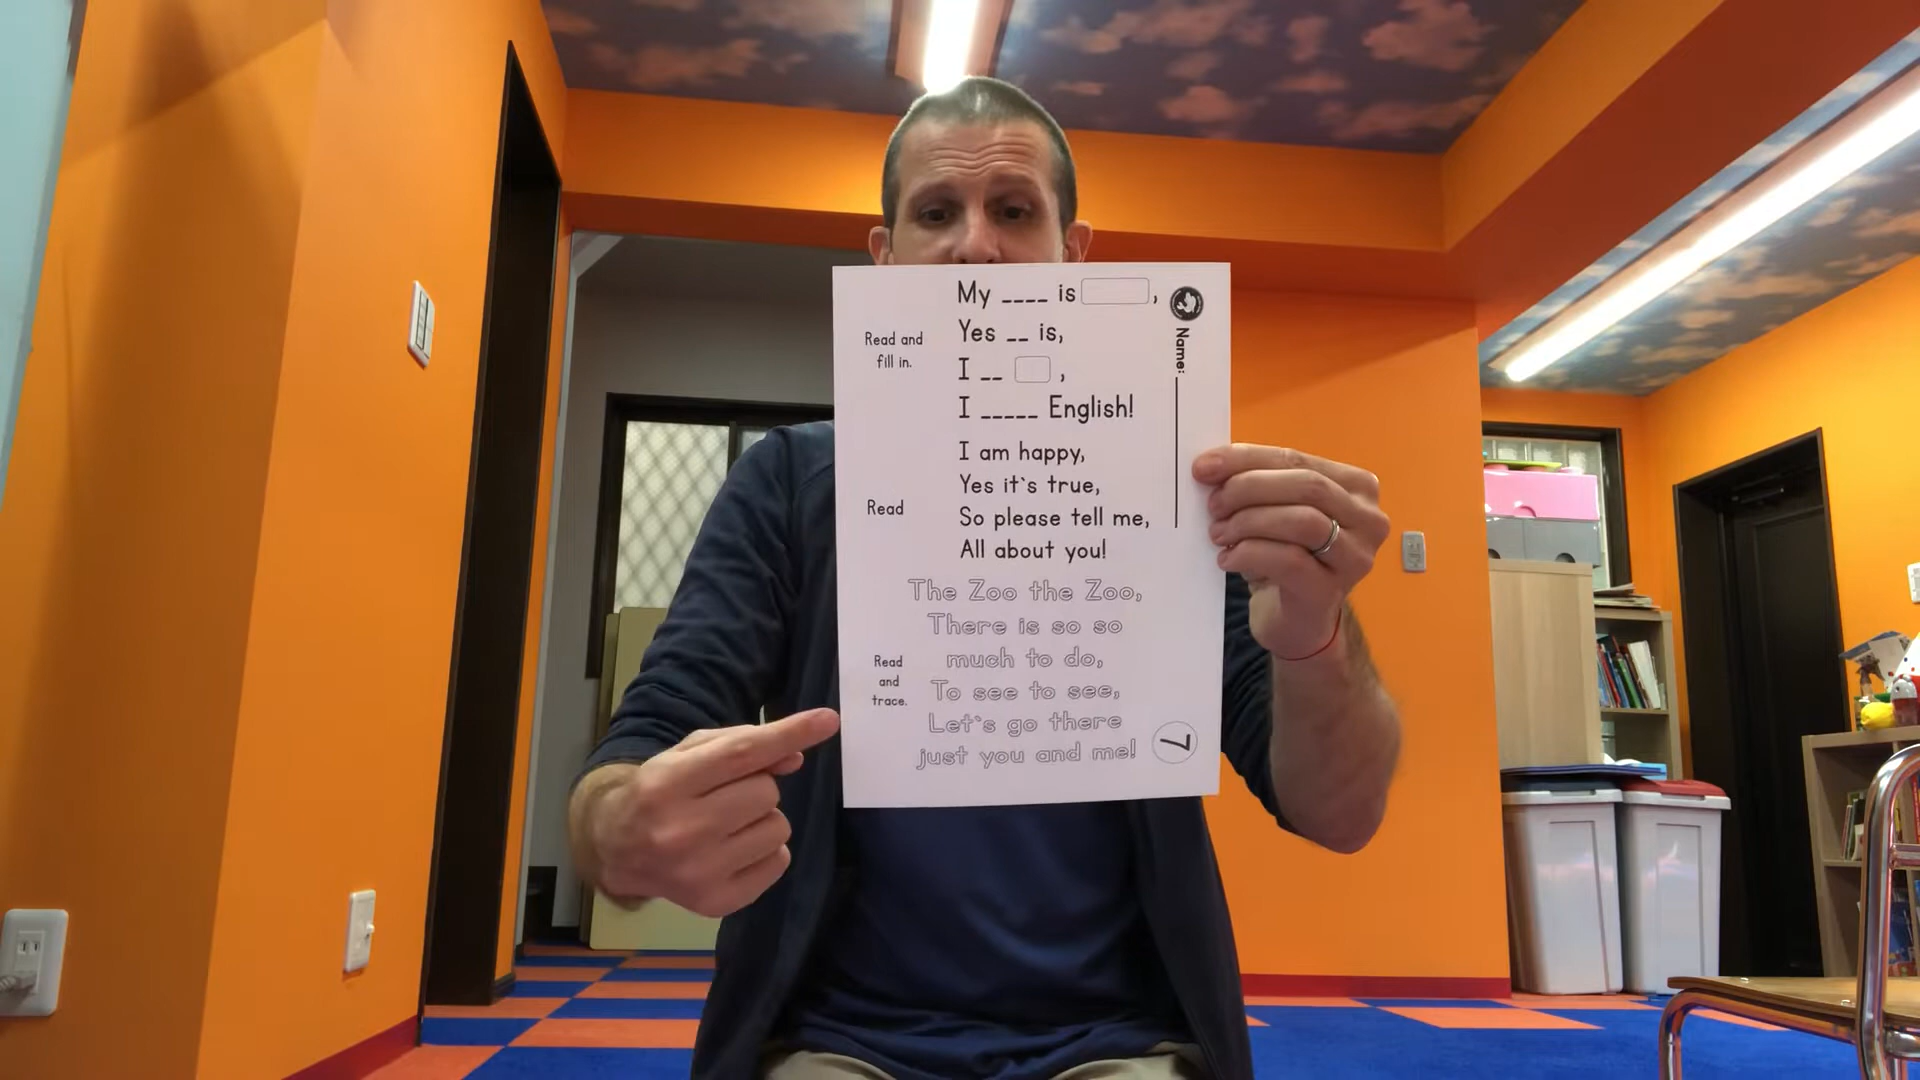 My ____ is ,
Yes __ is,
I __ ,
I _____ English!
Read and
fill in.
I am happy,
Yes it`s true,
So please tell me,
All about you!
Read
The Zoo the Zoo,
There is so so
much to do,
To see to see,
Let`s go there
just you and me!
Read
and
trace.
Name:
7